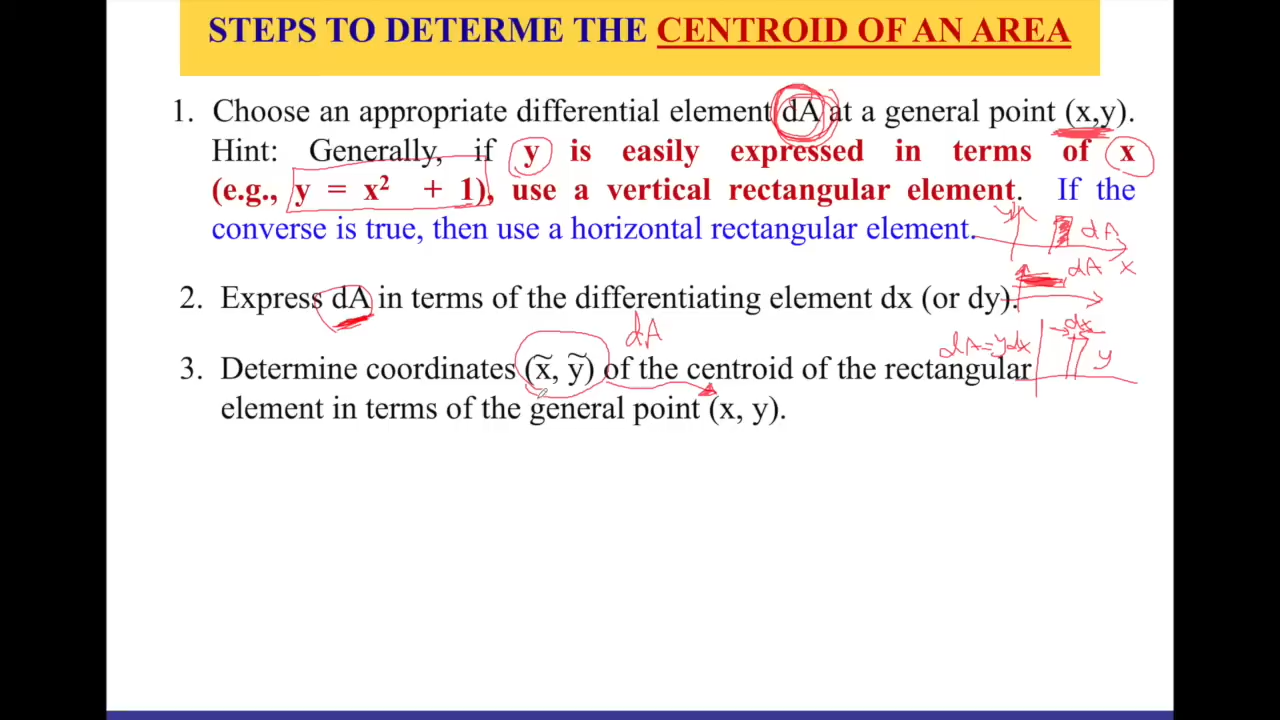 STEPS TO DETERME THE CENTROID OF AN AREA
1. Choose an appropriate differential element dA at a general point (x,y).
Hint: Generally, if y is easily expressed in terms of x
(e.g., y = x² + 1), use a vertical rectangular element. If the
converse is true, then use a horizontal rectangular element.
y
dA
x
dA
2. Express dA in terms of the differentiating element dx (or dy).
dA
dx
dA=ydx
y
3. Determine coordinates (x̃, ỹ) of the centroid of the rectangular
element in terms of the general point (x, y).